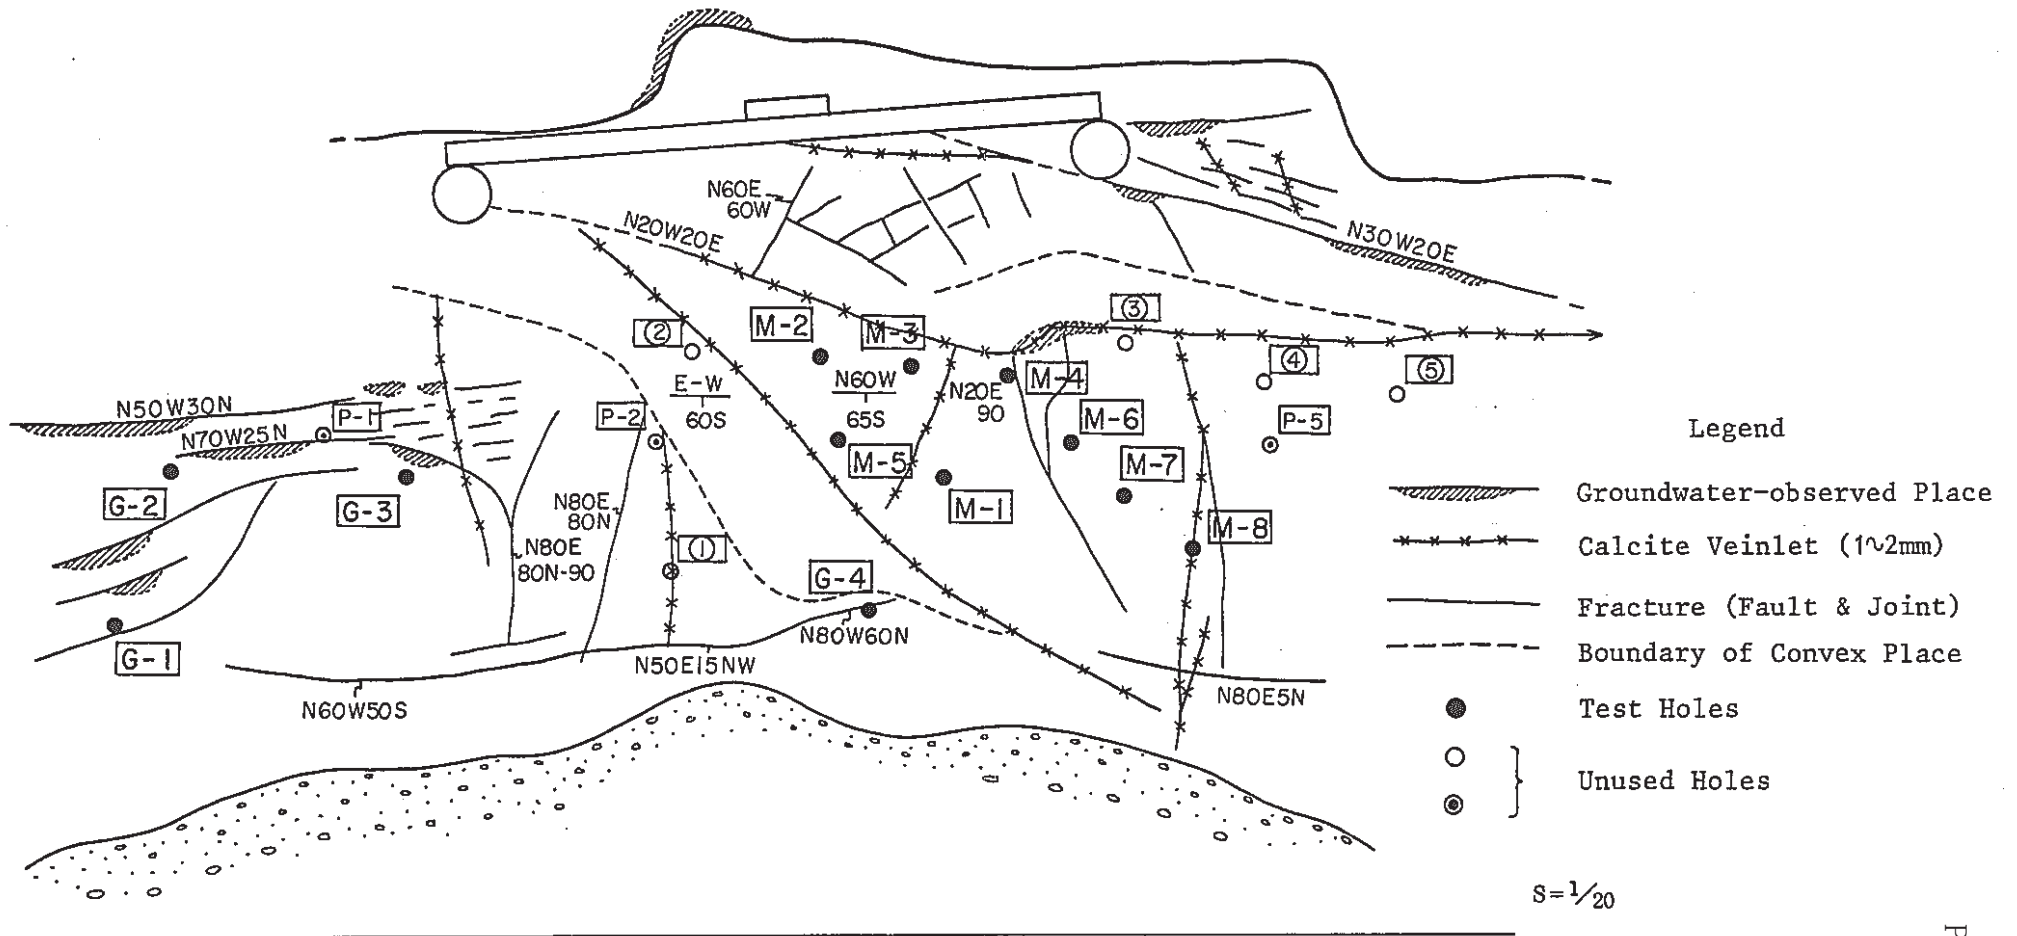 N60E
60W
N20W20E
N30W20E
③
M-2
M-3
②
④
⑤
M-4
E-W
60S
N60W
65S
N20E
90
N50W30N
P-1
P-2
M-6
P-5
N70W25N
M-5
M-7
G-2
G-3
N80E
80N
M-1
M-8
N80E
80N-90
①
G-4
G-1
N80W60N
N50E15NW
N60W50S
N80E5N
Legend
Groundwater-observed Place
Calcite Veinlet (1~2mm)
Fracture (Fault & Joint)
Boundary of Convex Place
Test Holes
Unused Holes
S=1/20
P